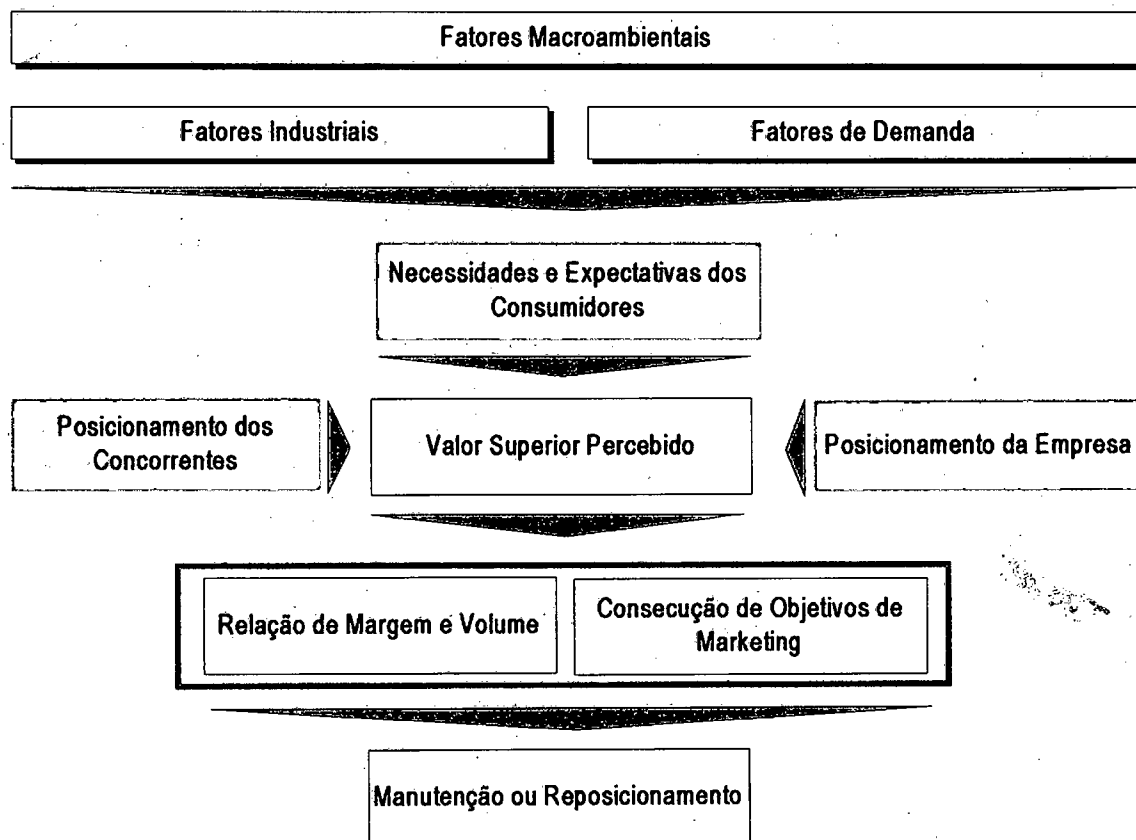 Fatores Macroambientais
Fatores Industriais
Fatores de Demanda
Necessidades e Expectativas dos
Consumidores
Posicionamento dos
Concorrentes
Valor Superior Percebido
Posicionamento da Empresa
Relação de Margem e Volume
Consecução de Objetivos de
Marketing
Manutenção ou Reposicionamento